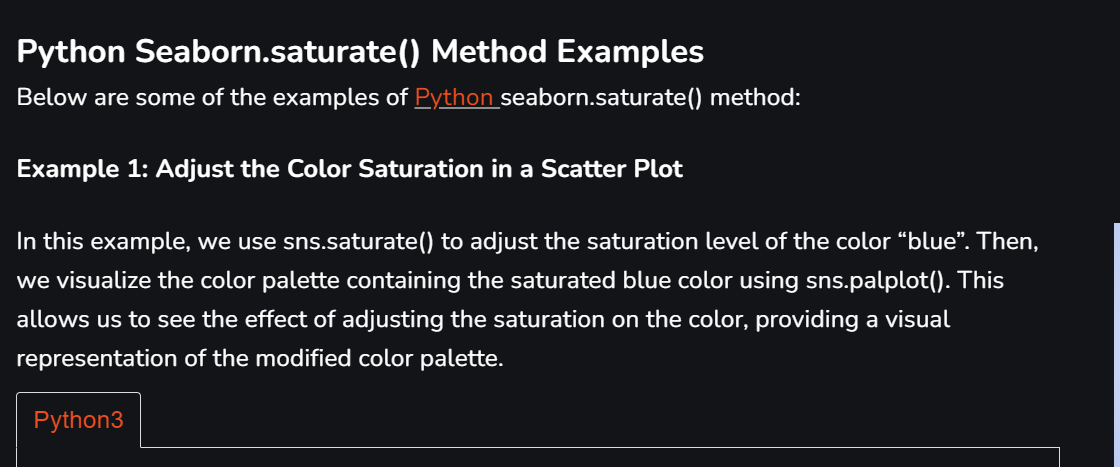 Python Seaborn.saturate() Method Examples
Below are some of the examples of Python seaborn.saturate() method:
Example 1: Adjust the Color Saturation in a Scatter Plot
In this example, we use sns.saturate() to adjust the saturation level of the color “blue”. Then,
we visualize the color palette containing the saturated blue color using sns.palplot(). This
allows us to see the effect of adjusting the saturation on the color, providing a visual
representation of the modified color palette.
Python3